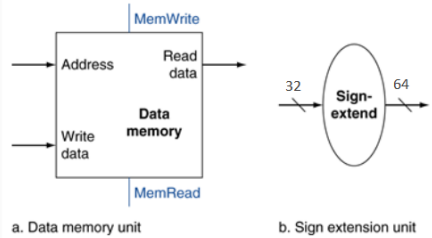 MemWrite
Address
Read
data
Data
memory
Write
data
MemRead
32
Sign-
extend
64
a. Data memory unit
b. Sign extension unit